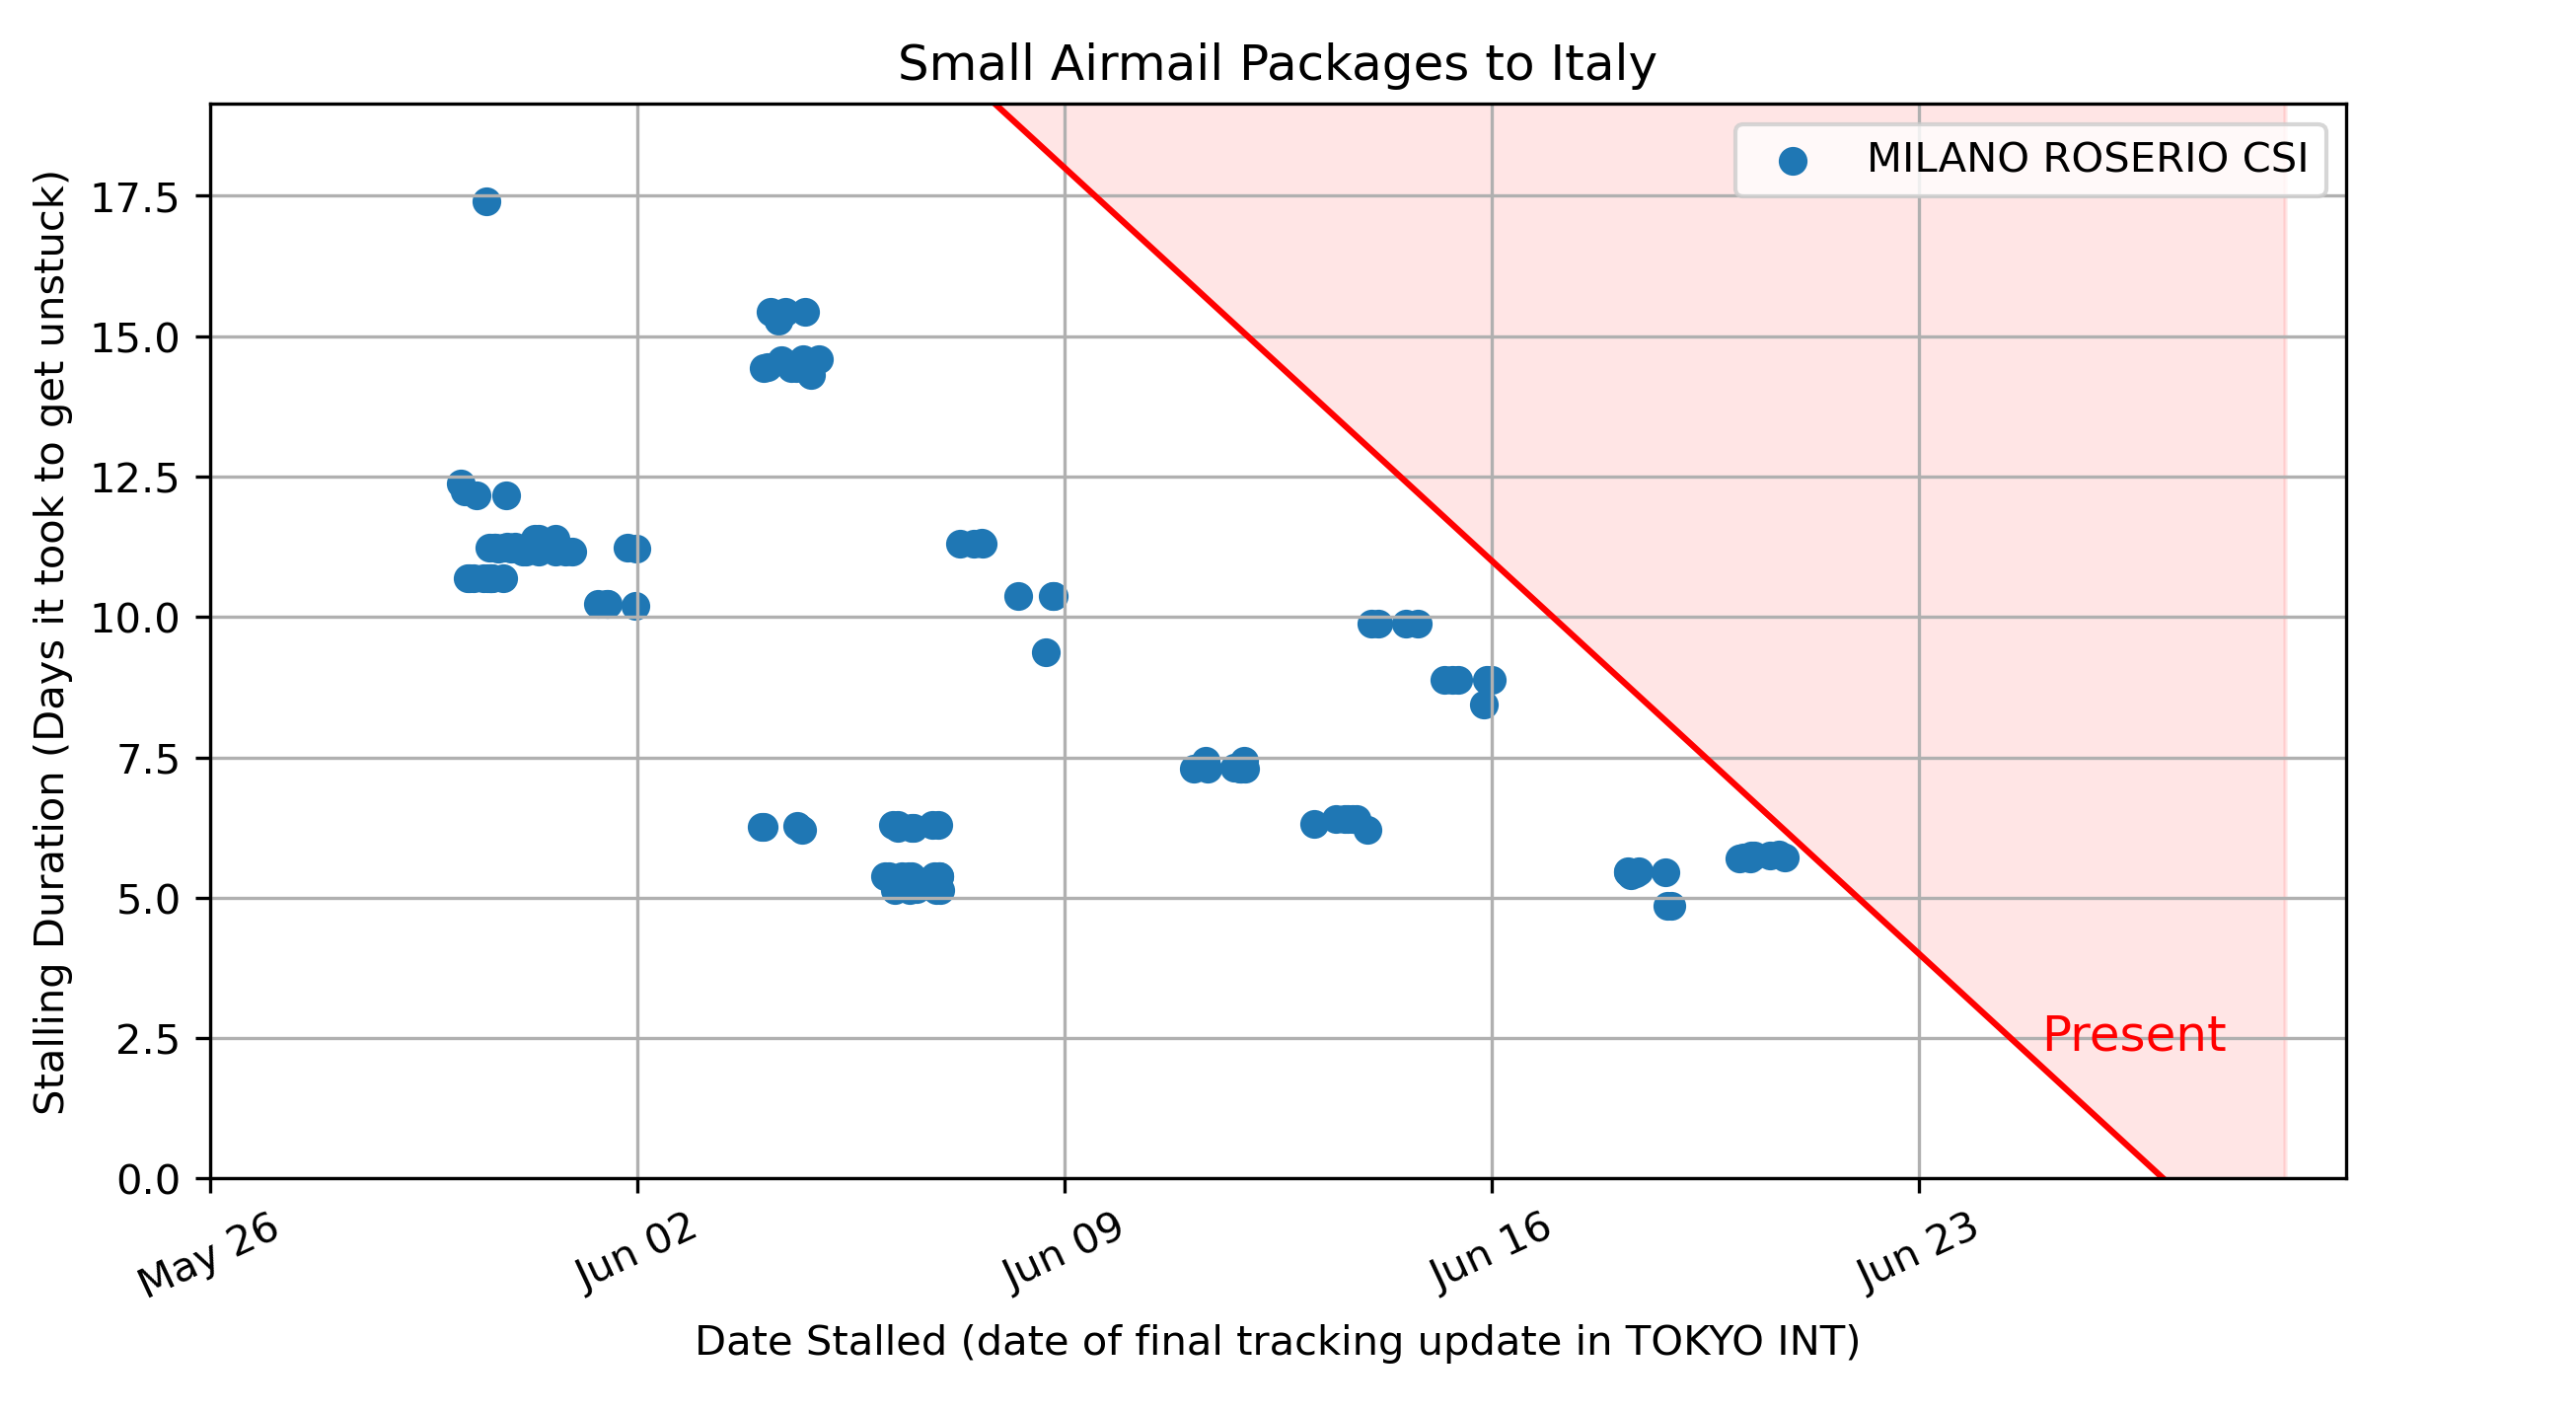 Small Airmail Packages to Italy
MILANO ROSERIO CSI
Stalling Duration (Days it took to get unstuck)
17.5
15.0
12.5
10.0
7.5
5.0
2.5
0.0
Present
May 26
Jun 02
Jun 09
Jun 16
Jun 23
Date Stalled (date of final tracking update in TOKYO INT)